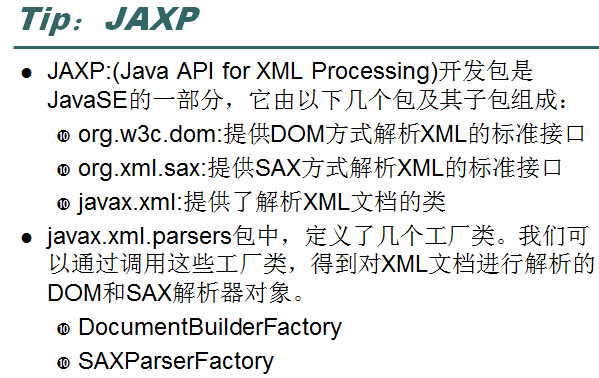 Tip：JAXP
● JAXP:(Java API for XML Processing)开发包是
JavaSE的一部分，它由以下几个包及其子包组成：
⓾ org.w3c.dom:提供DOM方式解析XML的标准接口
⓾ org.xml.sax:提供SAX方式解析XML的标准接口
⓾ javax.xml:提供了解析XML文档的类
● javax.xml.parsers包中，定义了几个工厂类。我们可
以通过调用这些工厂类，得到对XML文档进行解析的
DOM和SAX解析器对象。
⓾ DocumentBuilderFactory
⓾ SAXParserFactory